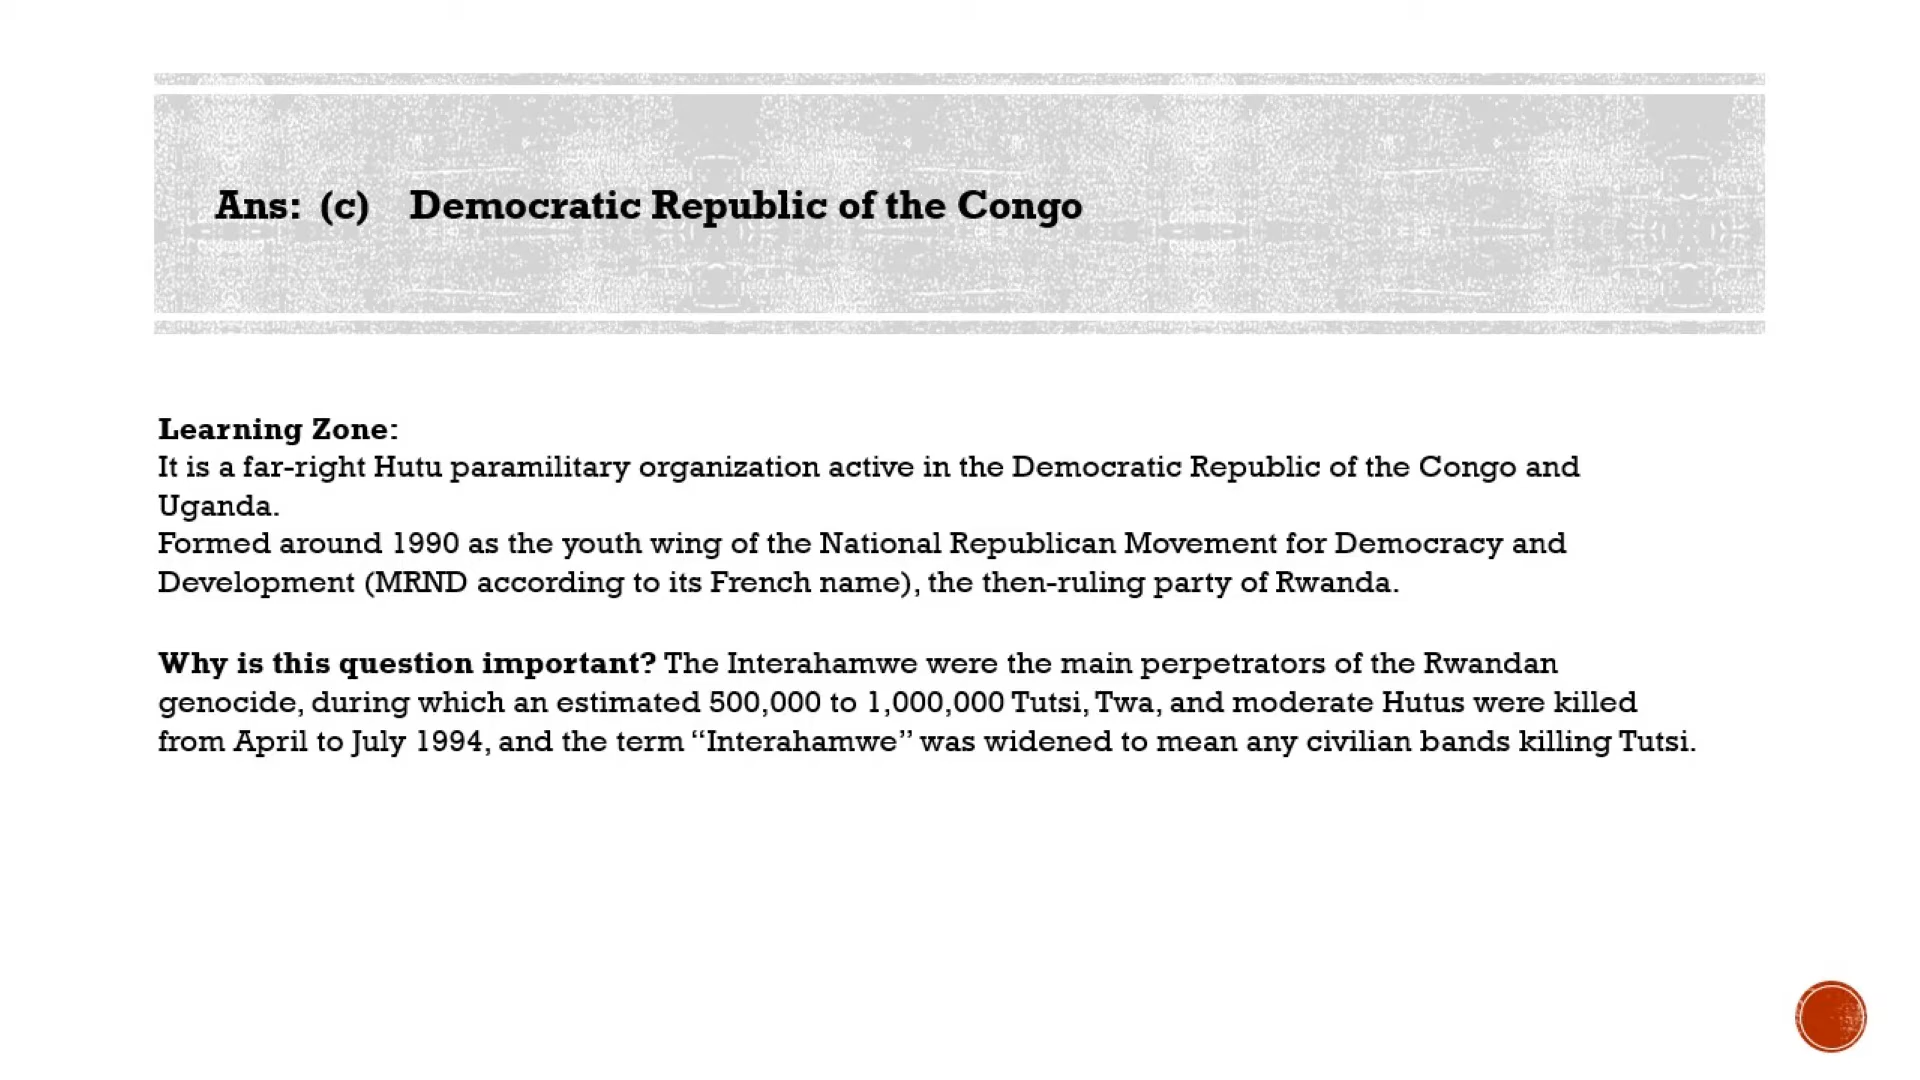 Ans: (c) Democratic Republic of the Congo
Learning Zone:
It is a far-right Hutu paramilitary organization active in the Democratic Republic of the Congo and
Uganda.
Formed around 1990 as the youth wing of the National Republican Movement for Democracy and
Development (MRND according to its French name), the then-ruling party of Rwanda.
Why is this question important? The Interahamwe were the main perpetrators of the Rwandan
genocide, during which an estimated 500,000 to 1,000,000 Tutsi, Twa, and moderate Hutus were killed
from April to July 1994, and the term “Interahamwe” was widened to mean any civilian bands killing Tutsi.